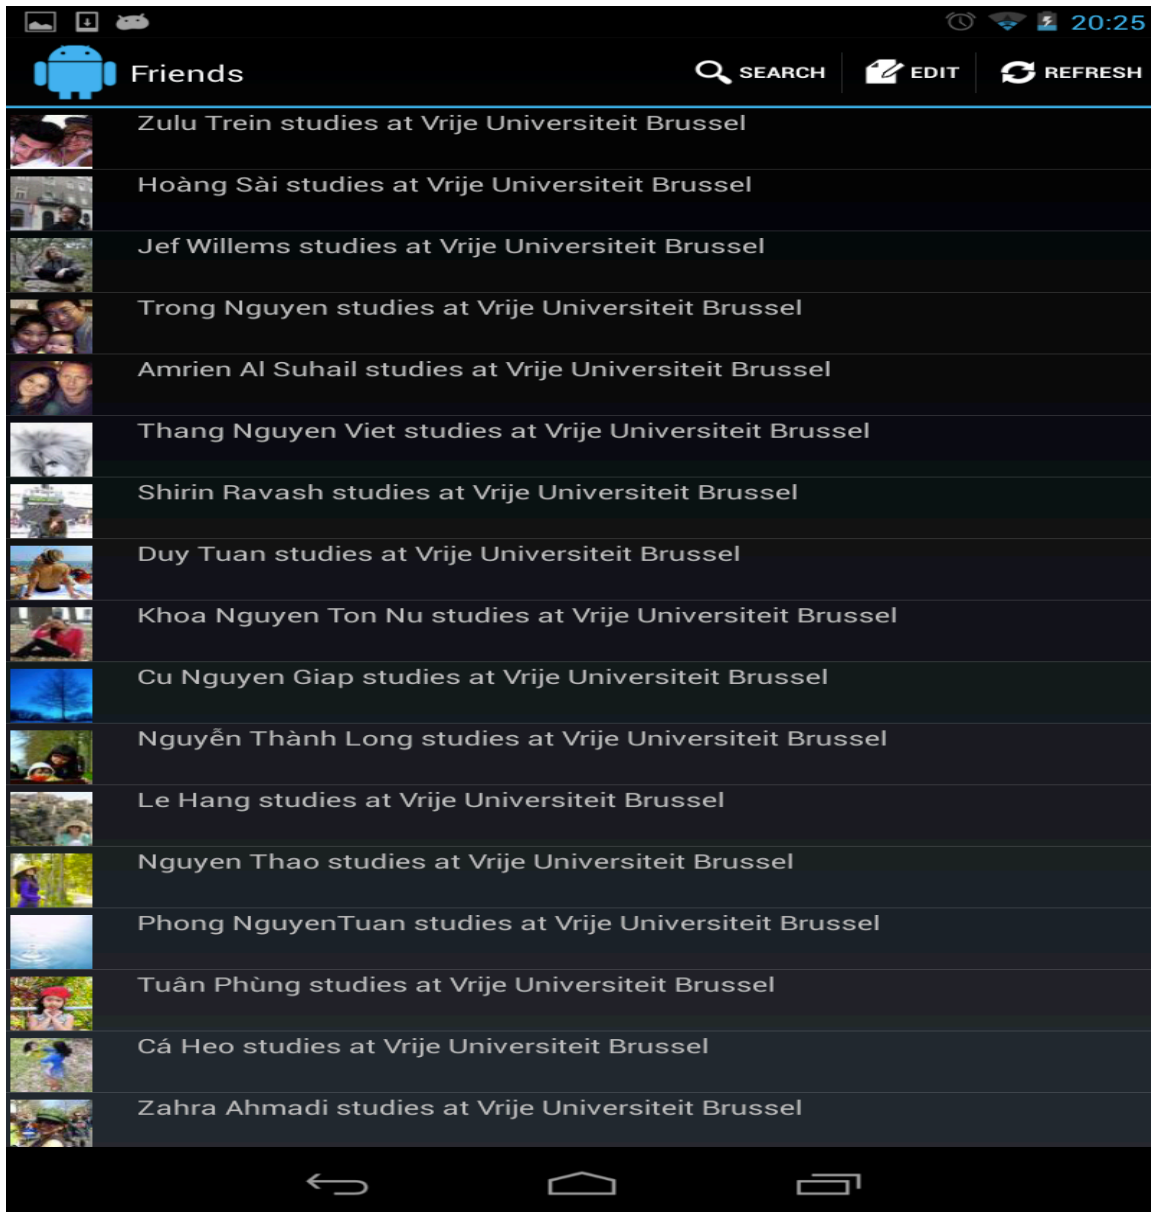 20:25
Friends SEARCH EDIT REFRESH
Zulu Trein studies at Vrije Universiteit Brussel
Hoàng Sài studies at Vrije Universiteit Brussel
Jef Willems studies at Vrije Universiteit Brussel
Trong Nguyen studies at Vrije Universiteit Brussel
Amrien Al Suhail studies at Vrije Universiteit Brussel
Thang Nguyen Viet studies at Vrije Universiteit Brussel
Shirin Ravash studies at Vrije Universiteit Brussel
Duy Tuan studies at Vrije Universiteit Brussel
Khoa Nguyen Ton Nu studies at Vrije Universiteit Brussel
Cu Nguyen Giap studies at Vrije Universiteit Brussel
Nguyễn Thành Long studies at Vrije Universiteit Brussel
Le Hang studies at Vrije Universiteit Brussel
Nguyen Thao studies at Vrije Universiteit Brussel
Phong NguyenTuan studies at Vrije Universiteit Brussel
Tuân Phùng studies at Vrije Universiteit Brussel
Cá Heo studies at Vrije Universiteit Brussel
Zahra Ahmadi studies at Vrije Universiteit Brussel